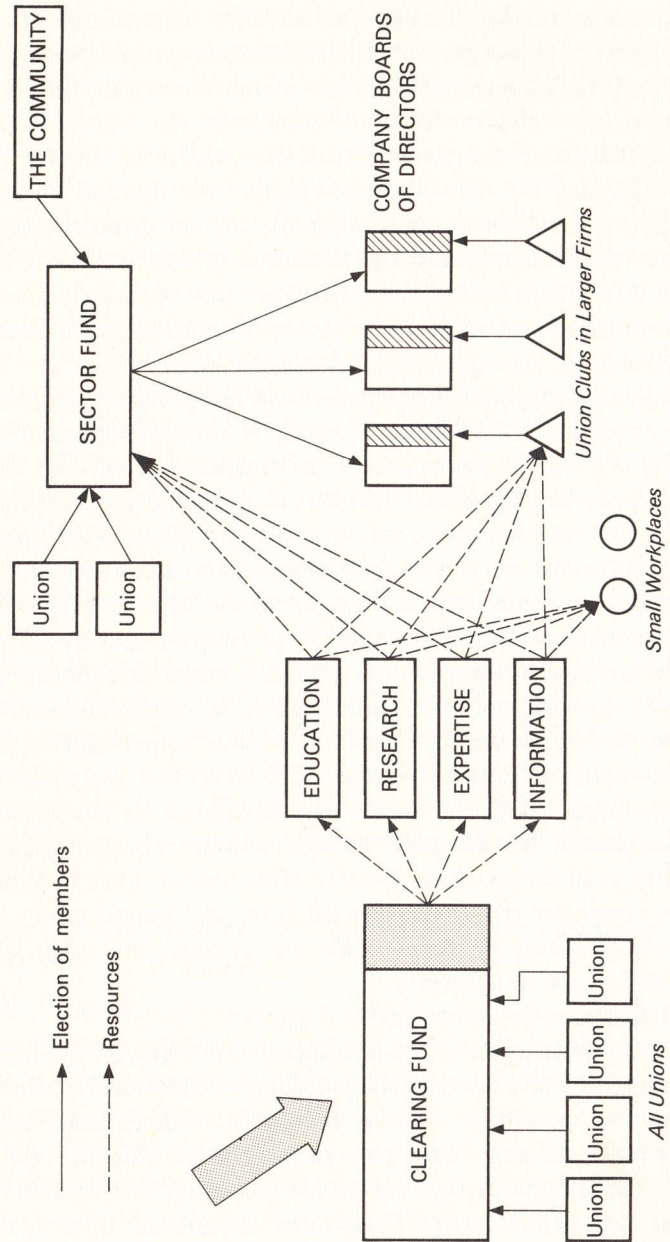 Election of members
Resources
Union
Union
SECTOR FUND
THE COMMUNITY
CLEARING FUND
EDUCATION
RESEARCH
EXPERTISE
INFORMATION
COMPANY BOARDS
OF DIRECTORS
Union
Union
Union
Union
All Unions
Small Workplaces
Union Clubs in Larger Firms